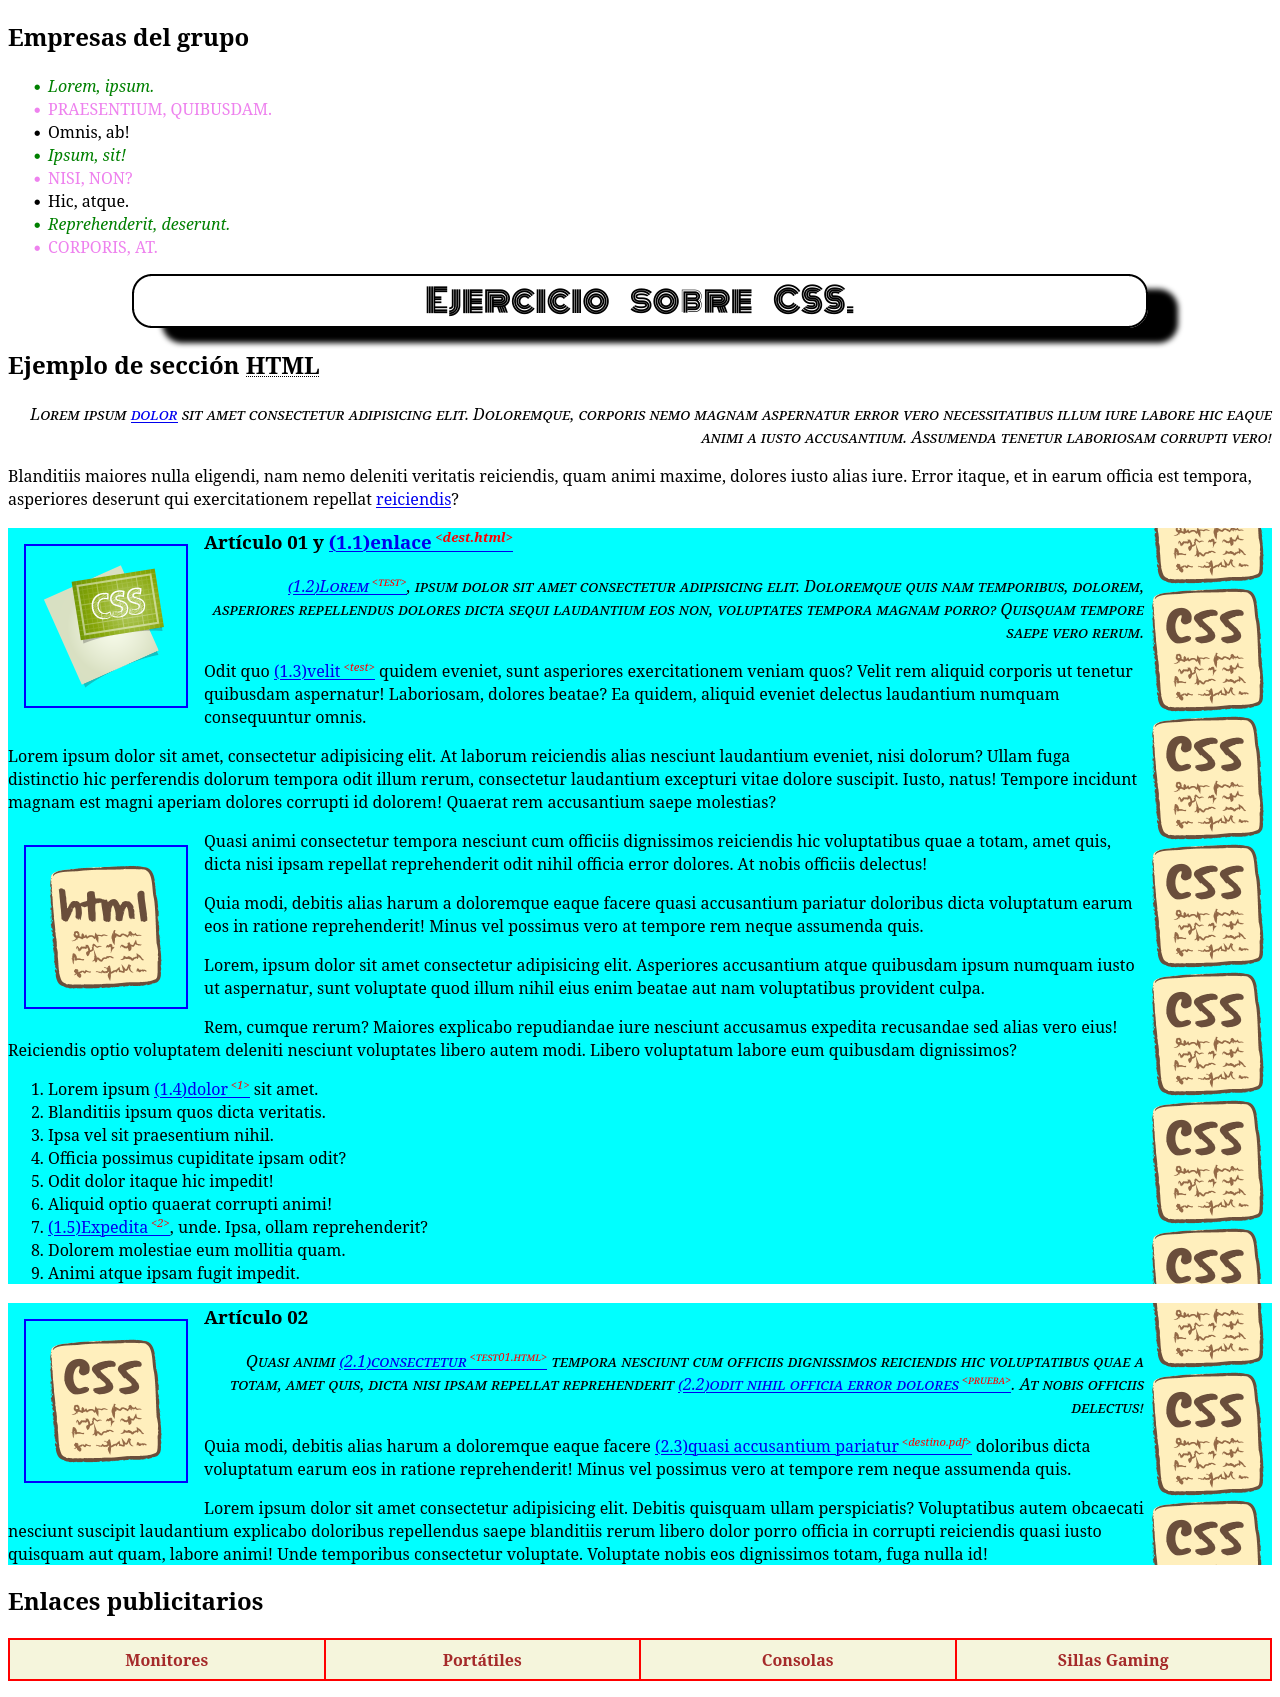 Empresas del grupo
• Lorem, ipsum.
• PRAESENTIUM, QUIBUSDAM.
• Omnis, ab!
• Ipsum, sit!
• NISI, NON?
• Hic, atque.
• Reprehenderit, deserunt.
• CORPORIS, AT.
Ejercicio sobre CSS.
Ejemplo de sección HTML
Lorem ipsum dolor sit amet consectetur adipisicing elit. Doloremque, corporis nemo magnam aspernatur error vero necessitatibus illum iure labore hic eaque
animi a iusto accusantium. Assumenda tenetur laboriosam corrupti vero!
Blanditiis maiores nulla eligendi, nam nemo deleniti veritatis reiciendis, quam animi maxime, dolores iusto alias iure. Error itaque, et in earum officia est tempora,
asperiores deserunt qui exercitationem repellat reiciendis?
Artículo 01 y (1.1)enlace <dest.html>
CSS
(1.2)Lorem <test>, ipsum dolor sit amet consectetur adipisicing elit. Doloremque quis nam temporibus, dolorem,
asperiores repellendus dolores dicta sequi laudantium eos non, voluptates tempora magnam porro? Quisquam tempore
saepe vero rerum.
Odit quo (1.3)velit <test> quidem eveniet, sunt asperiores exercitationem veniam quos? Velit rem aliquid corporis ut tenetur
quibusdam aspernatur! Laboriosam, dolores beatae? Ea quidem, aliquid eveniet delectus laudantium numquam
consequuntur omnis.
Lorem ipsum dolor sit amet, consectetur adipisicing elit. At laborum reiciendis alias nesciunt laudantium eveniet, nisi dolorum? Ullam fuga
distinctio hic perferendis dolorum tempora odit illum rerum, consectetur laudantium excepturi vitae dolore suscipit. Iusto, natus! Tempore incidunt
magnam est magni aperiam dolores corrupti id dolorem! Quaerat rem accusantium saepe molestias?
html
Quasi animi consectetur tempora nesciunt cum officiis dignissimos reiciendis hic voluptatibus quae a totam, amet quis,
dicta nisi ipsam repellat reprehenderit odit nihil officia error dolores. At nobis officiis delectus!
Quia modi, debitis alias harum a doloremque eaque facere quasi accusantium pariatur doloribus dicta voluptatum earum
eos in ratione reprehenderit! Minus vel possimus vero at tempore rem neque assumenda quis.
Lorem, ipsum dolor sit amet consectetur adipisicing elit. Asperiores accusantium atque quibusdam ipsum numquam iusto
ut aspernatur, sunt voluptate quod illum nihil eius enim beatae aut nam voluptatibus provident culpa.
Rem, cumque rerum? Maiores explicabo repudiandae iure nesciunt accusamus expedita recusandae sed alias vero eius!
Reiciendis optio voluptatem deleniti nesciunt voluptates libero autem modi. Libero voluptatum labore eum quibusdam dignissimos?
1. Lorem ipsum (1.4)dolor <1> sit amet.
2. Blanditiis ipsum quos dicta veritatis.
3. Ipsa vel sit praesentium nihil.
4. Officia possimus cupiditate ipsam odit?
5. Odit dolor itaque hic impedit!
6. Aliquid optio quaerat corrupti animi!
7. (1.5)Expedita <2>, unde. Ipsa, ollam reprehenderit?
8. Dolorem molestiae eum mollitia quam.
9. Animi atque ipsam fugit impedit.
CSS
CSS
CSS
CSS
CSS
CSS
Artículo 02
CSS
Quasi animi (2.1)consectetur <test01.html> tempora nesciunt cum officiis dignissimos reiciendis hic voluptatibus quae a
totam, amet quis, dicta nisi ipsam repellat reprehenderit (2.2)odit nihil officia error dolores <prueba>. At nobis officiis
delectus!
Quia modi, debitis alias harum a doloremque eaque facere (2.3)quasi accusantium pariatur <destino.pdf> doloribus dicta
voluptatum earum eos in ratione reprehenderit! Minus vel possimus vero at tempore rem neque assumenda quis.
Lorem ipsum dolor sit amet consectetur adipisicing elit. Debitis quisquam ullam perspiciatis? Voluptatibus autem obcaecati
nesciunt suscipit laudantium explicabo doloribus repellendus saepe blanditiis rerum libero dolor porro officia in corrupti reiciendis quasi iusto
quisquam aut quam, labore animi! Unde temporibus consectetur voluptate. Voluptate nobis eos dignissimos totam, fuga nulla id!
CSS
CSS
Enlaces publicitarios
Monitores
Portátiles
Consolas
Sillas Gaming